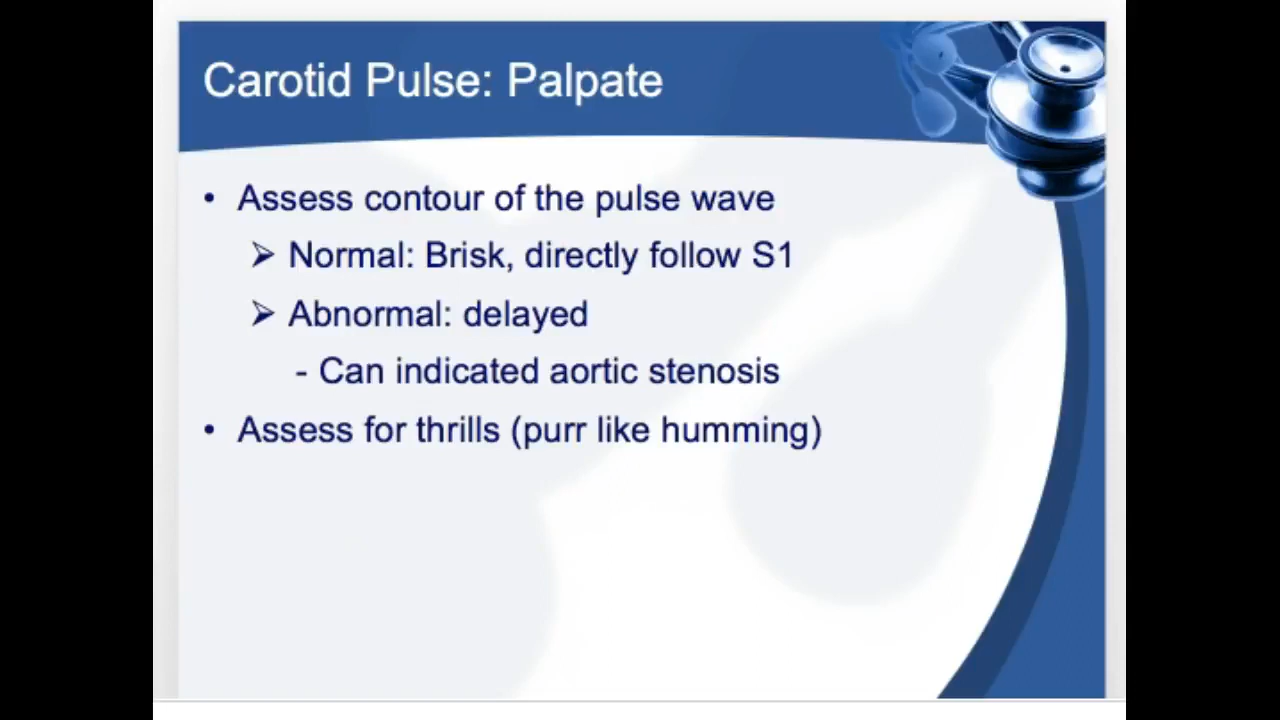 Carotid Pulse: Palpate
• Assess contour of the pulse wave
➢ Normal: Brisk, directly follow S1
➢ Abnormal: delayed
- Can indicated aortic stenosis
• Assess for thrills (purr like humming)